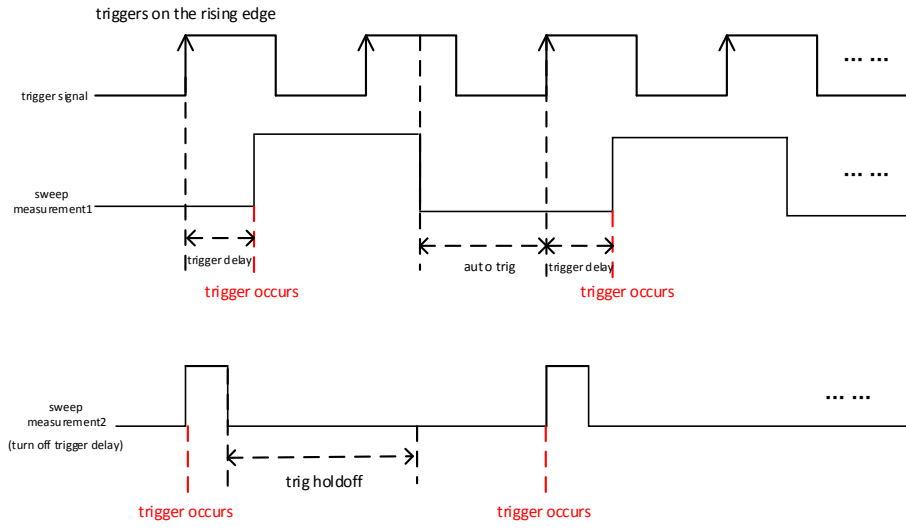 triggers on the rising edge
... ...
trigger signal
... ...
sweep
measurement1
trigger delay
auto trig
trigger delay
trigger occurs
trigger occurs
... ...
sweep
measurement2
(turn off trigger delay)
trig holdoff
trigger occurs
trigger occurs